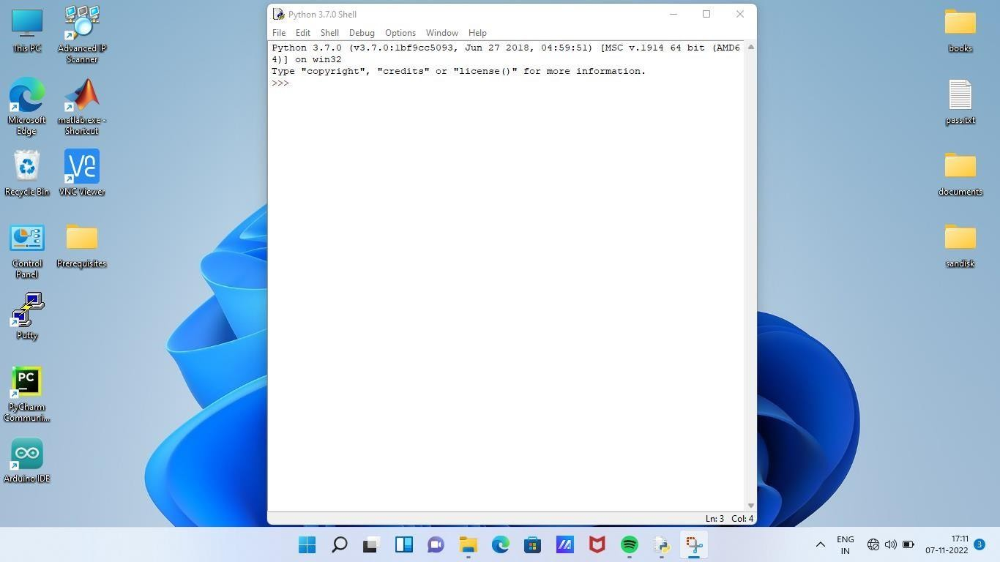 Python 3.7.0 Shell
File Edit Shell Debug Options Window Help
Python 3.7.0 (v3.7.0:1bf9cc5093, Jun 27 2018, 04:59:51) [MSC v.1914 64 bit (AMD6
4)] on win32
Type "copyright", "credits" or "license()" for more information.
>>>
Ln: 3 Col: 4
This PC
Advanced IP
Scanner
Microsoft
Edge
matlab.exe -
Shortcut
Recycle Bin
VNC Viewer
Control
Panel
Prerequisites
Putty
PC
PyCharm
Communi...
Arduino IDE
books
pass.txt
documents
sandisk
ENG
IN
17:11
07-11-2022
3